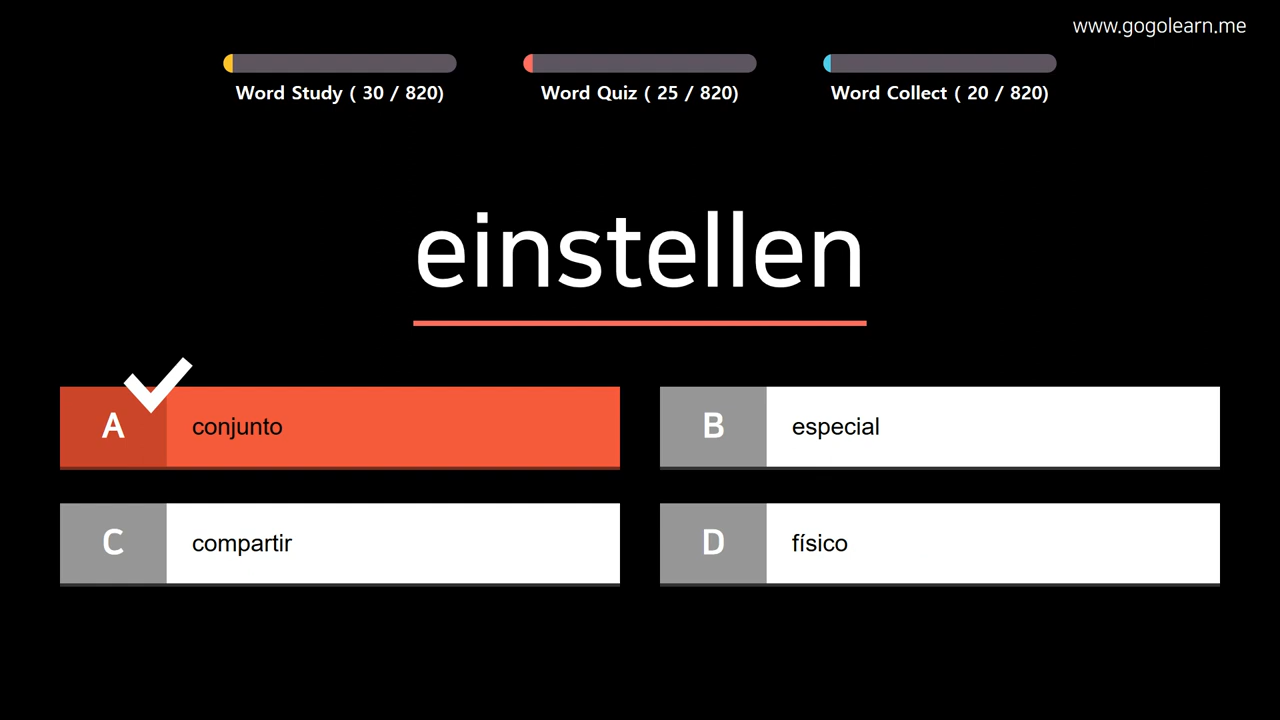 www.gogolearn.me
Word Study ( 30 / 820)
Word Quiz ( 25 / 820)
Word Collect ( 20 / 820)
einstellen
A
conjunto
B
especial
C
compartir
D
físico